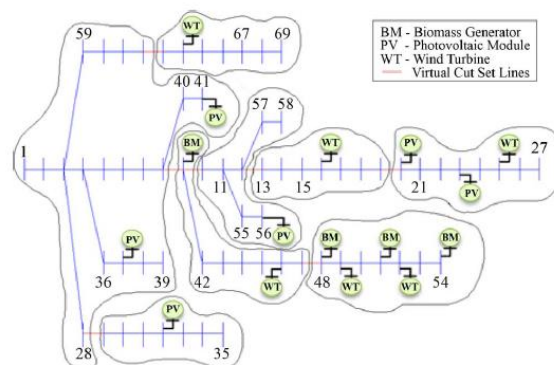 WT
59 67 69
BM - Biomass Generator
PV - Photovoltaic Module
WT - Wind Turbine
Virtual Cut Set Lines
40 41
57 58
PV
1 BM WT PV WT 27
11 13 15 21
PV
PV 55 56 PV
BM BM BM
36 39 42 48 54
WT WT WT
PV
28 35